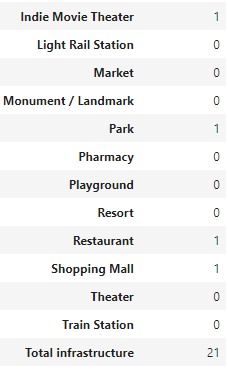 Indie Movie Theater 1
Light Rail Station 0
Market 0
Monument / Landmark 0
Park 1
Pharmacy 0
Playground 0
Resort 0
Restaurant 1
Shopping Mall 1
Theater 0
Train Station 0
Total infrastructure 21